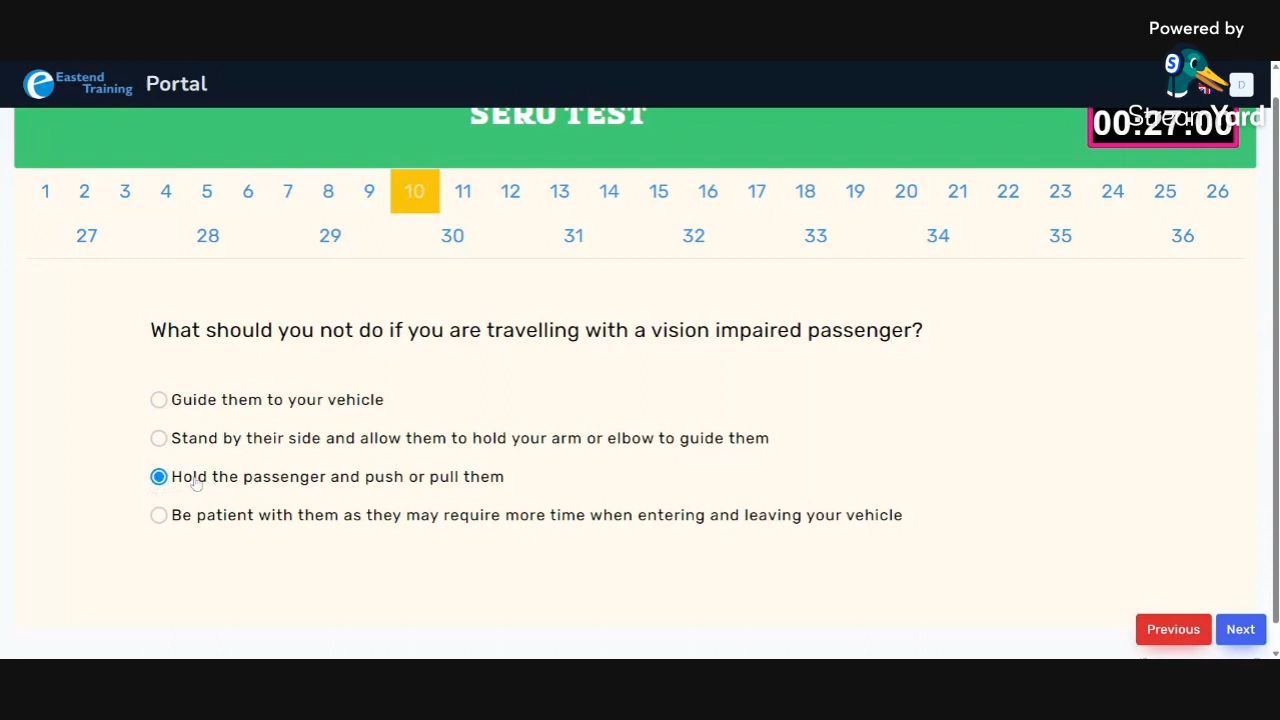 Powered by
StreamYard
Eastend
Training
Portal
D
SERU TEST
00:27:00
1 2 3 4 5 6 7 8 9 10 11 12 13 14 15 16 17 18 19 20 21 22 23 24 25 26
27 28 29 30 31 32 33 34 35 36
What should you not do if you are travelling with a vision impaired passenger?
Guide them to your vehicle
Stand by their side and allow them to hold your arm or elbow to guide them
Hold the passenger and push or pull them
Be patient with them as they may require more time when entering and leaving your vehicle
Previous Next